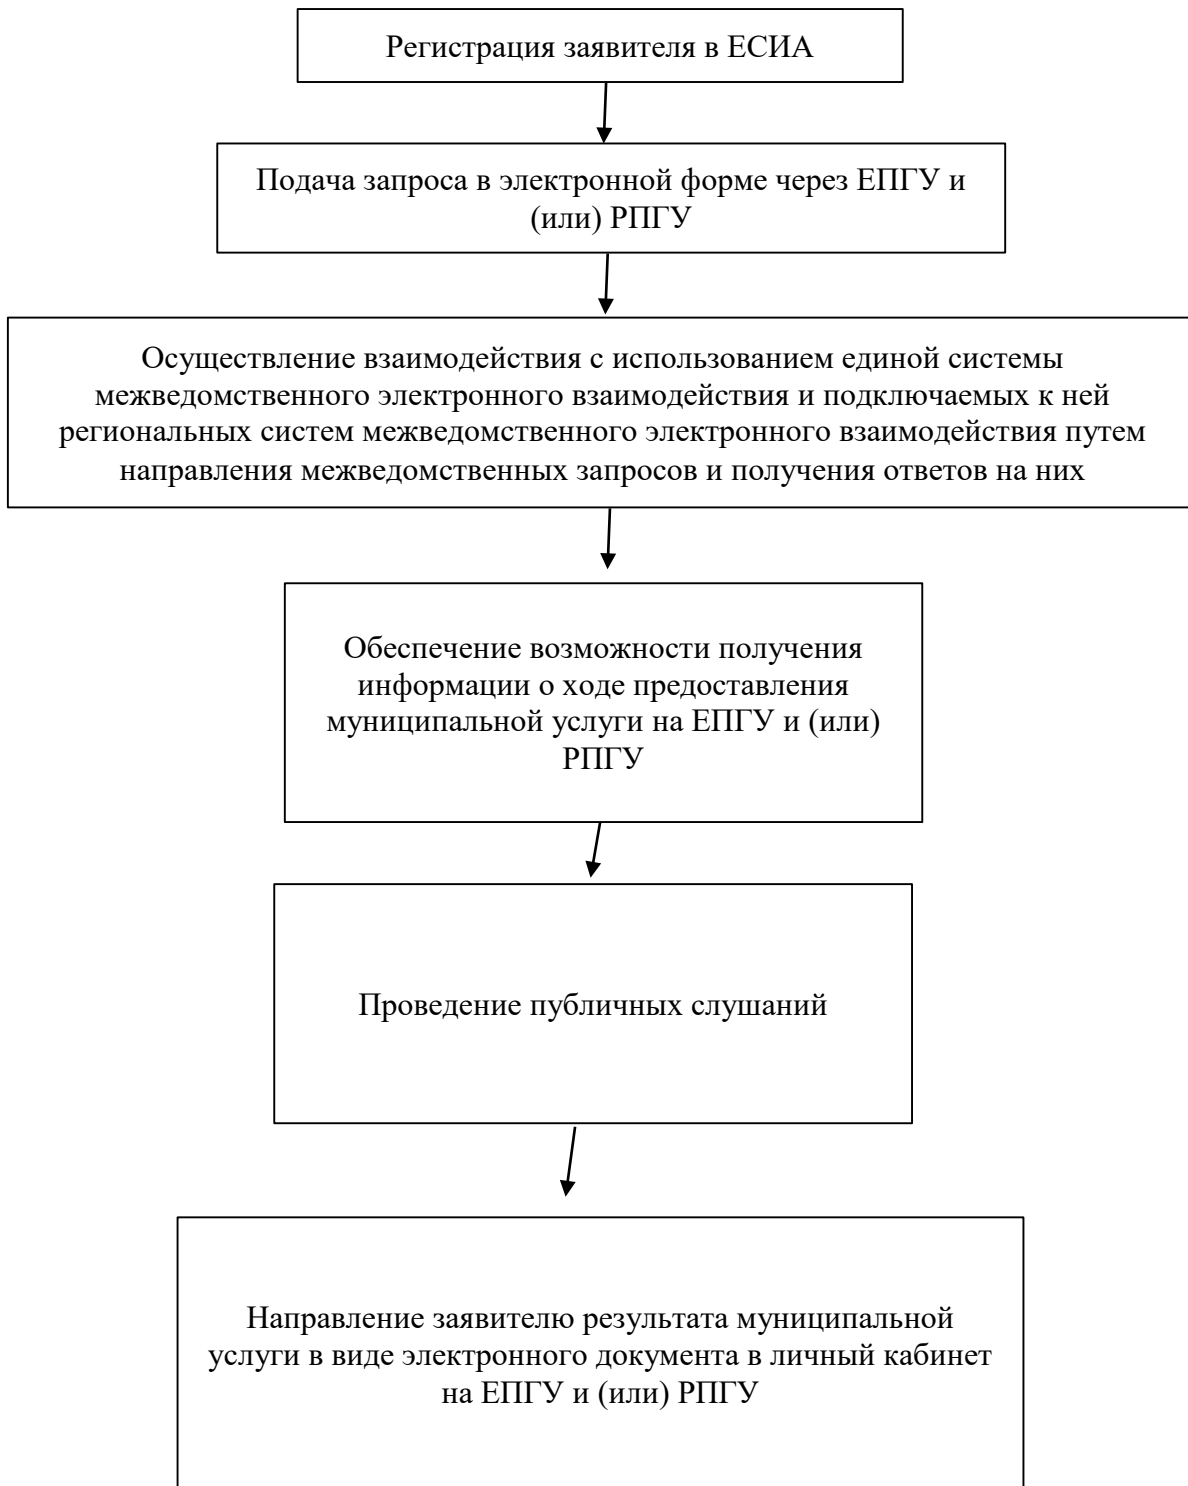 Регистрация заявителя в ЕСИА
Подача запроса в электронной форме через ЕПГУ и
(или) РПГУ
Осуществление взаимодействия с использованием единой системы
межведомственного электронного взаимодействия и подключаемых к ней
региональных систем межведомственного электронного взаимодействия путем
направления межведомственных запросов и получения ответов на них
Обеспечение возможности получения
информации о ходе предоставления
муниципальной услуги на ЕПГУ и (или)
РПГУ
Проведение публичных слушаний
Направление заявителю результата муниципальной
услуги в виде электронного документа в личный кабинет
на ЕПГУ и (или) РПГУ